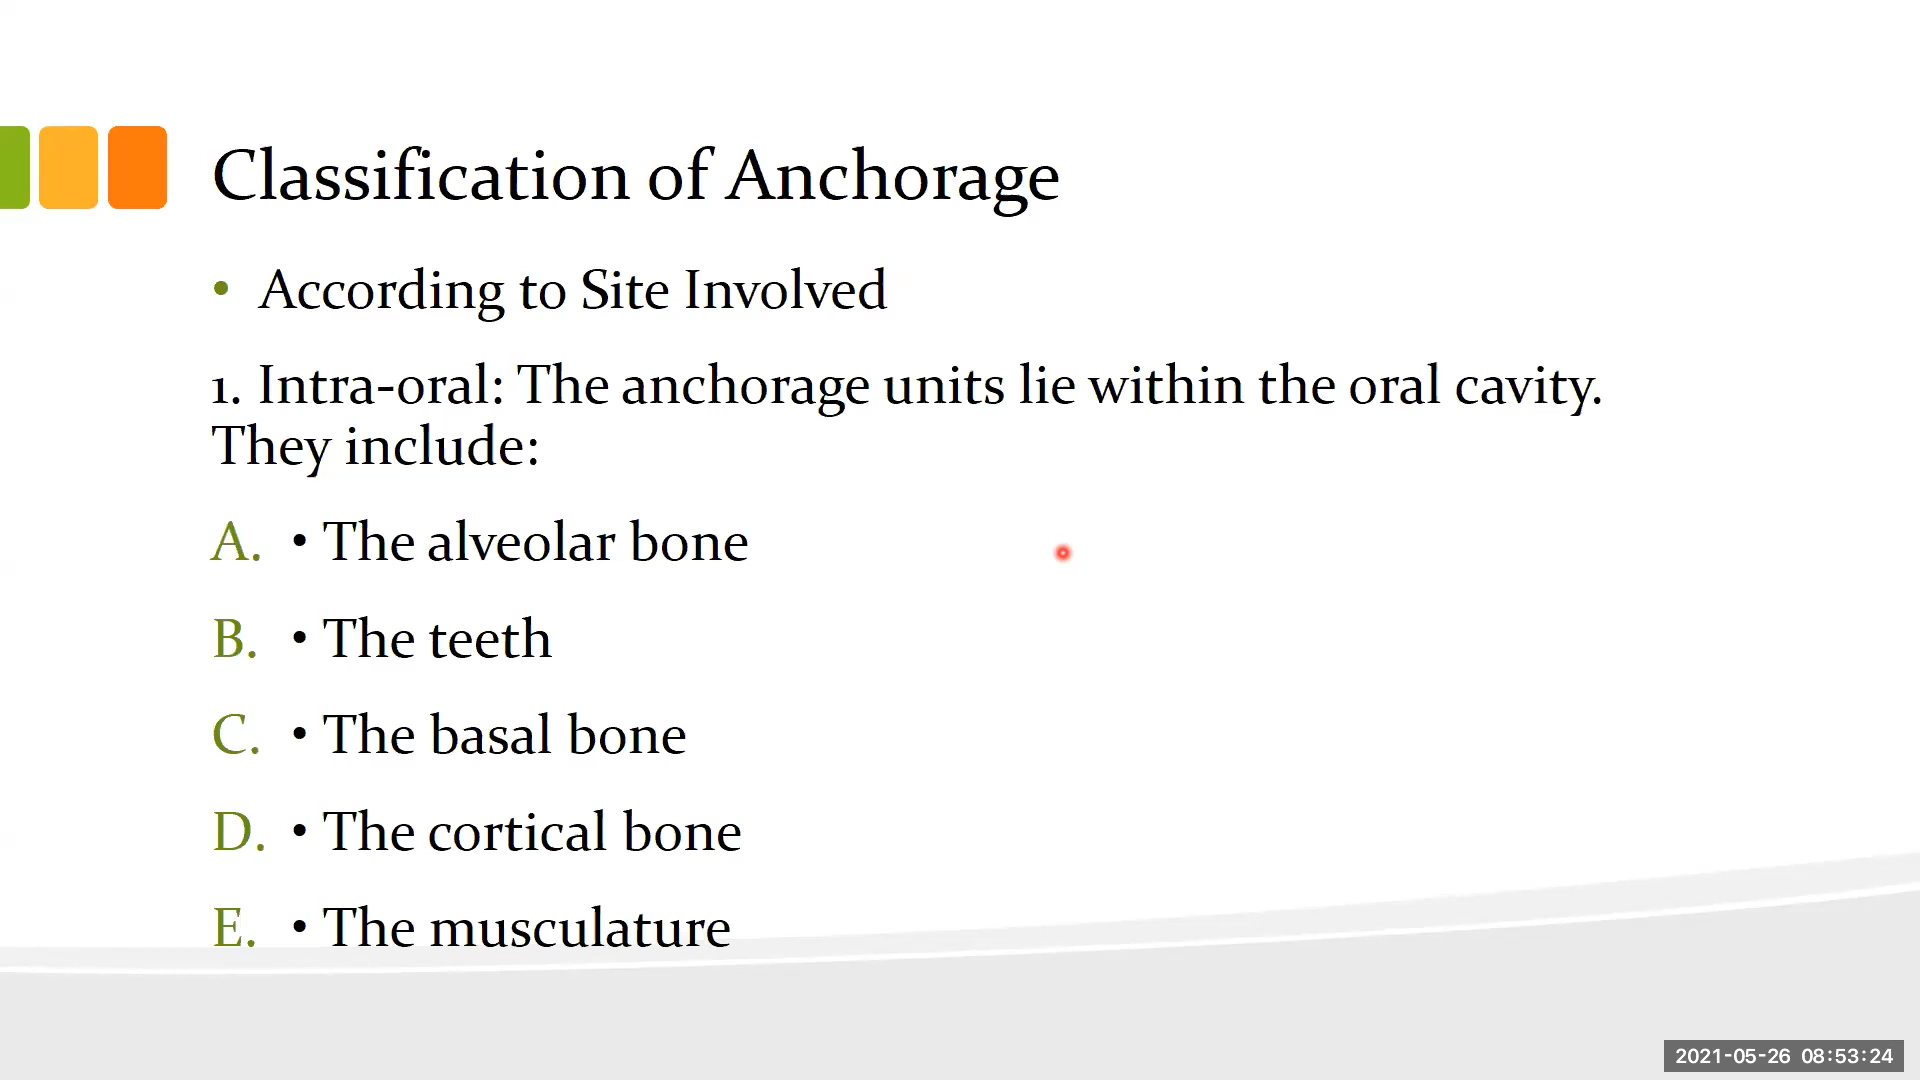 Classification of Anchorage
• According to Site Involved
1. Intra-oral: The anchorage units lie within the oral cavity.
They include:
A. • The alveolar bone
B. • The teeth
C. • The basal bone
D. • The cortical bone
E. • The musculature
2021-05-26 08:53:24